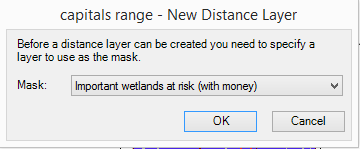 capitals range - New Distance Layer
Before a distance layer can be created you need to specify a
layer to use as the mask.
Mask: Important wetlands at risk (with money)
OK Cancel